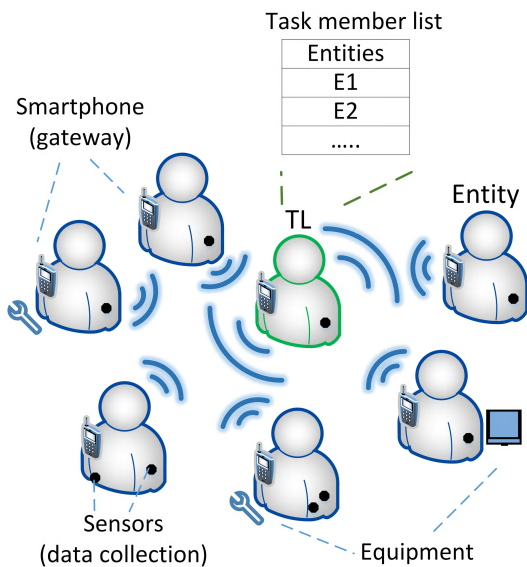 Task member list
Entities
E1
E2
.....
Smartphone
(gateway)
TL
Entity
Sensors
(data collection)
Equipment